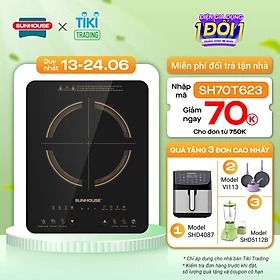 SUNHOUSE
TIKI
TRADING
ĐIỆN GIA DỤNG
1 ĐỔI 1
Duy nhất
13-24.06
Miễn phí đổi trả tận nhà
Nhập mã
SH70T623
Giảm ngay
70K
Cho đơn từ 750K
QUÀ TẶNG 3 ĐƠN CAO NHẤT
2
Model
VI113
3
SUNHOUSE
1
Model
SHD4087
Model
SHD5112B
* Chỉ áp dụng cho nhà bán Tiki Trading
* Kiểm tra đơn hàng trước khi đặt,
số lượng quà tặng và coupon có hạn